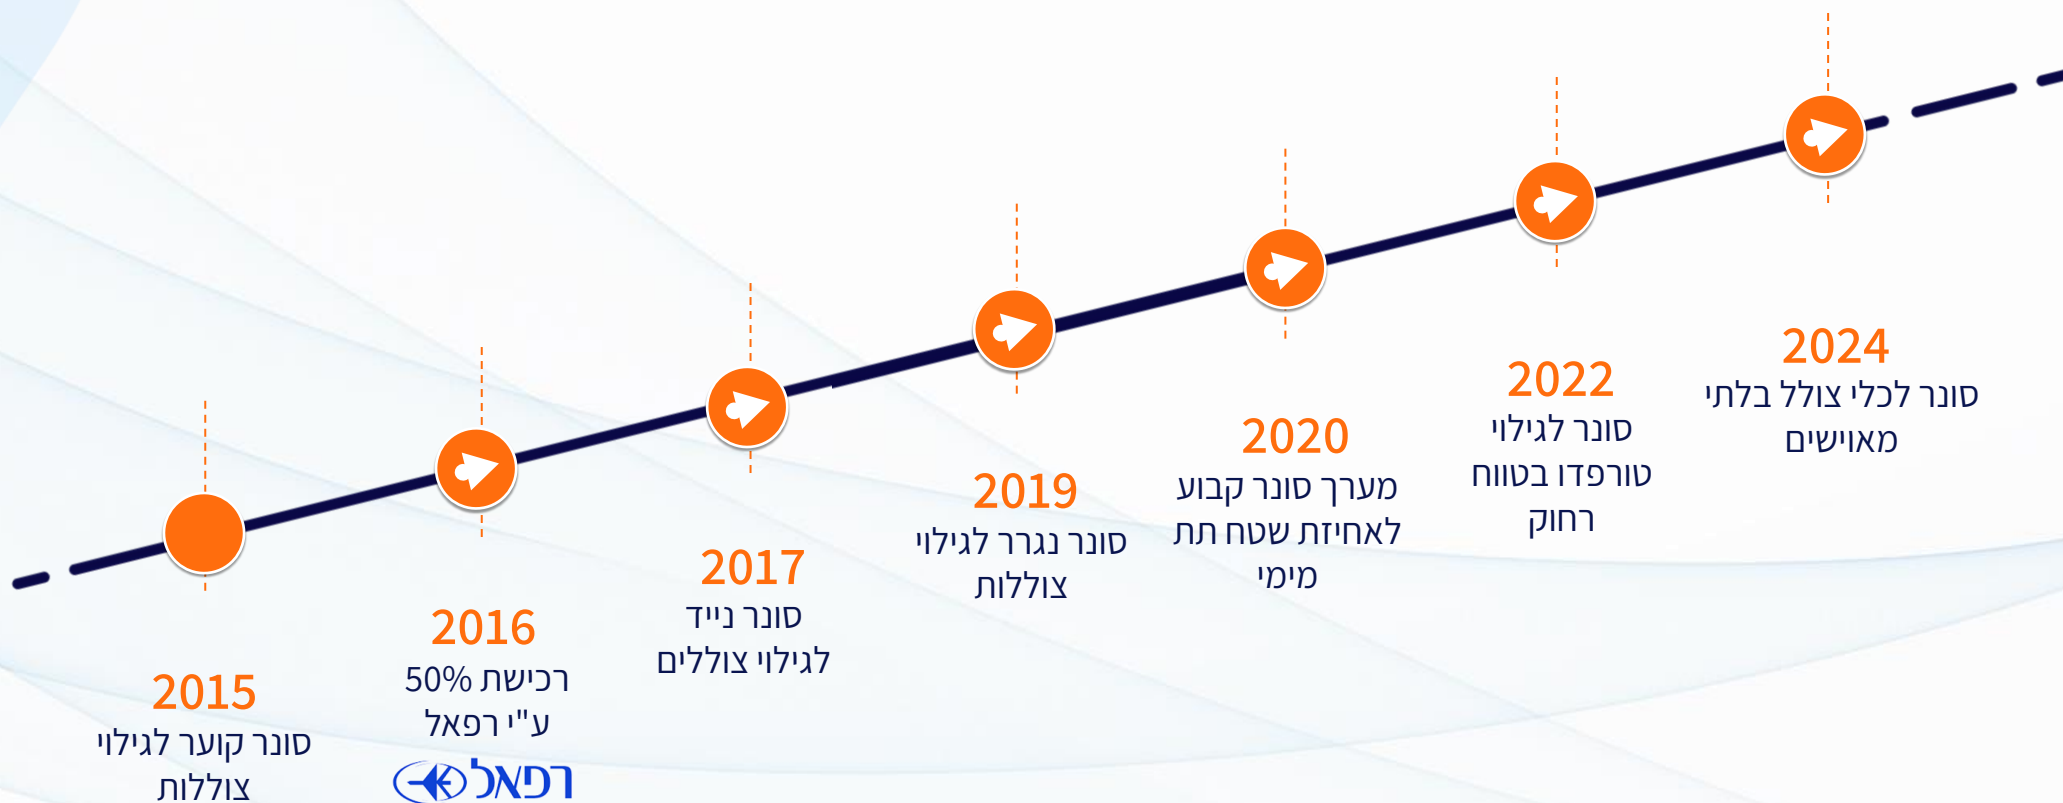 2015
סונר קוער לגילוי
צוללות
2016
רכישת 50%
ע"י רפאל
רפאל
2017
סונר נייד
לגילוי צוללים
2019
סונר נגרר לגילוי
צוללות
2020
מערך סונר קבוע
לאחיזת שטח תת
מימי
2022
סונר לגילוי
טורפדו בטווח
רחוק
2024
סונר לכלי צולל בלתי
מאוישים